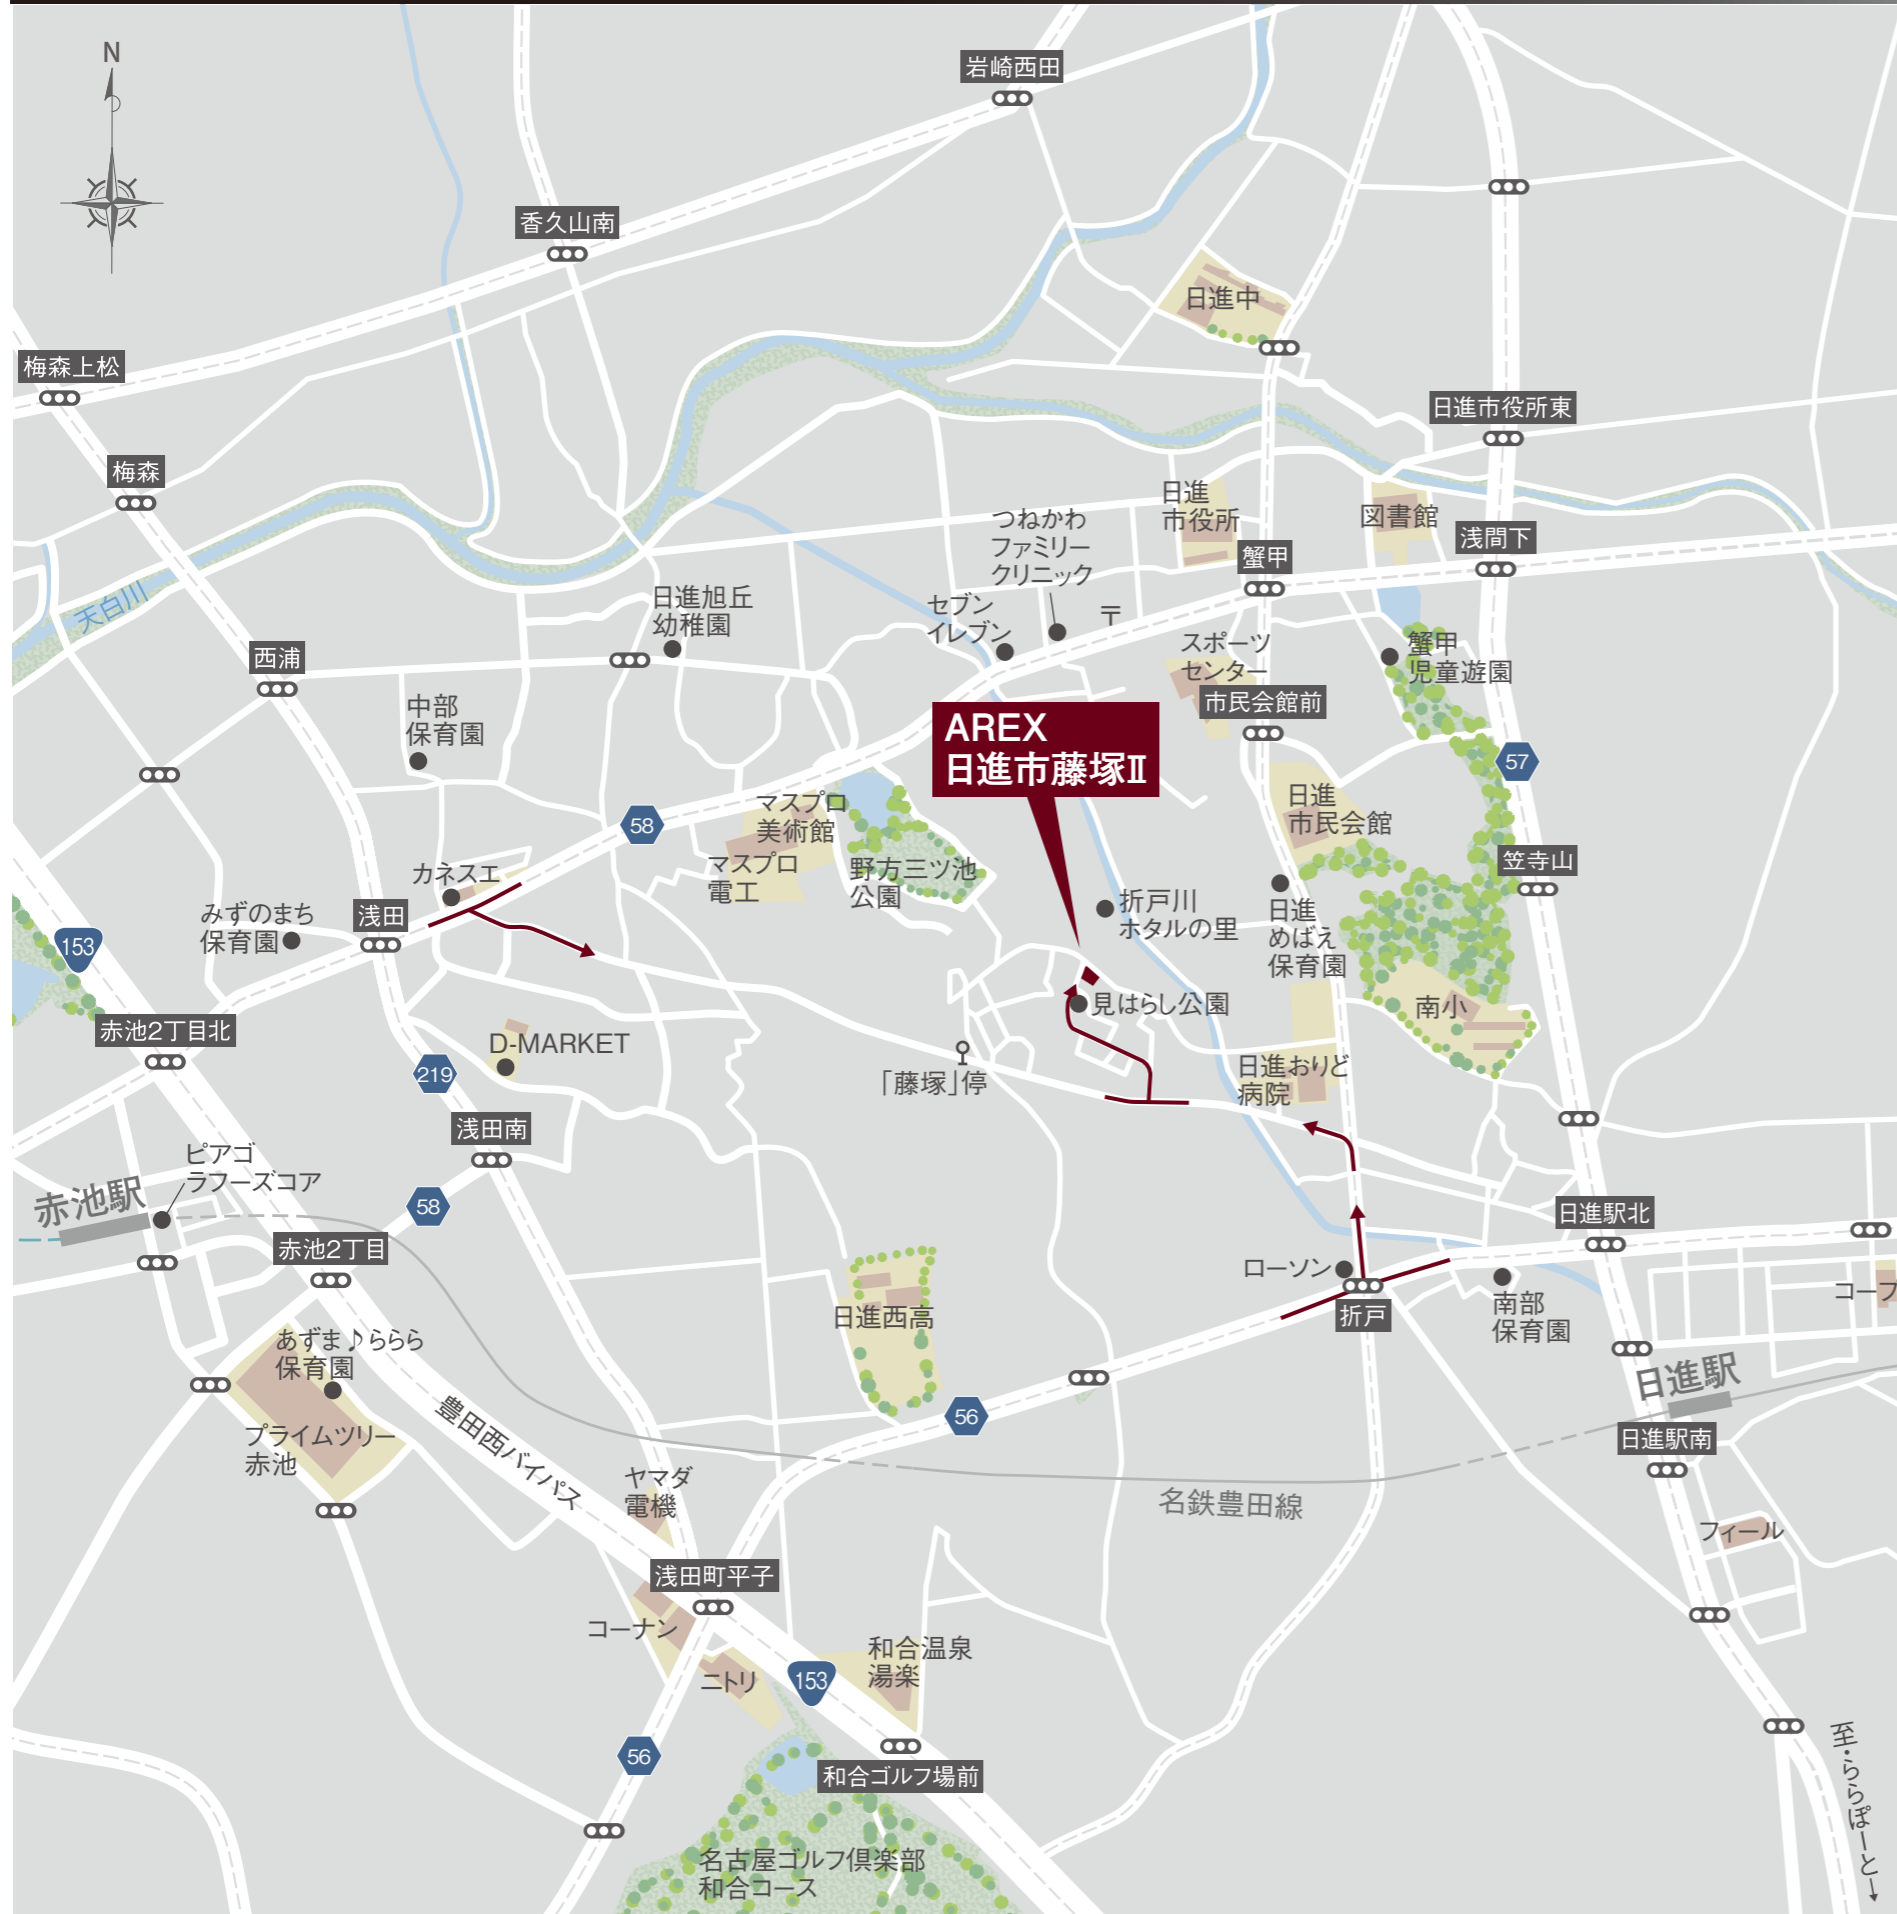 N
岩崎西田
香久山南
日進中
梅森上松
日進市役所東
梅森
日進
市役所
図書館
つねかわ
ファミリー
クリニック
浅間下
蟹甲
天白川
日進旭丘
幼稚園
セブン
イレブン
〒
スポーツ
センター
蟹甲
児童遊園
西浦
中部
保育園
市民会館前
AREX
日進市藤塚Ⅱ
57
58
マスプロ
美術館
日進
市民会館
マスプロ
電工
野方三ツ池
公園
笠寺山
カネスエ
みずのまち
保育園
浅田
折戸川
ホタルの里
日進
めばえ
保育園
153
見はらし公園
南小
赤池2丁目北
D-MARKET
219
「藤塚」停
日進おりど
病院
浅田南
ピアゴ
ラフーズコア
赤池駅
58
赤池2丁目
日進駅北
ローソン
折戸
南部
保育園
コープ
日進西高
あずま♪ららら
保育園
日進駅
プライムツリー
赤池
豊田西バイパス
56
日進駅南
ヤマダ
電機
名鉄豊田線
フィール
浅田町平子
コーナン
ニトリ
153
和合温泉
湯楽
56
和合ゴルフ場前
至・ららぽーと→
名古屋ゴルフ倶楽部
和合コース